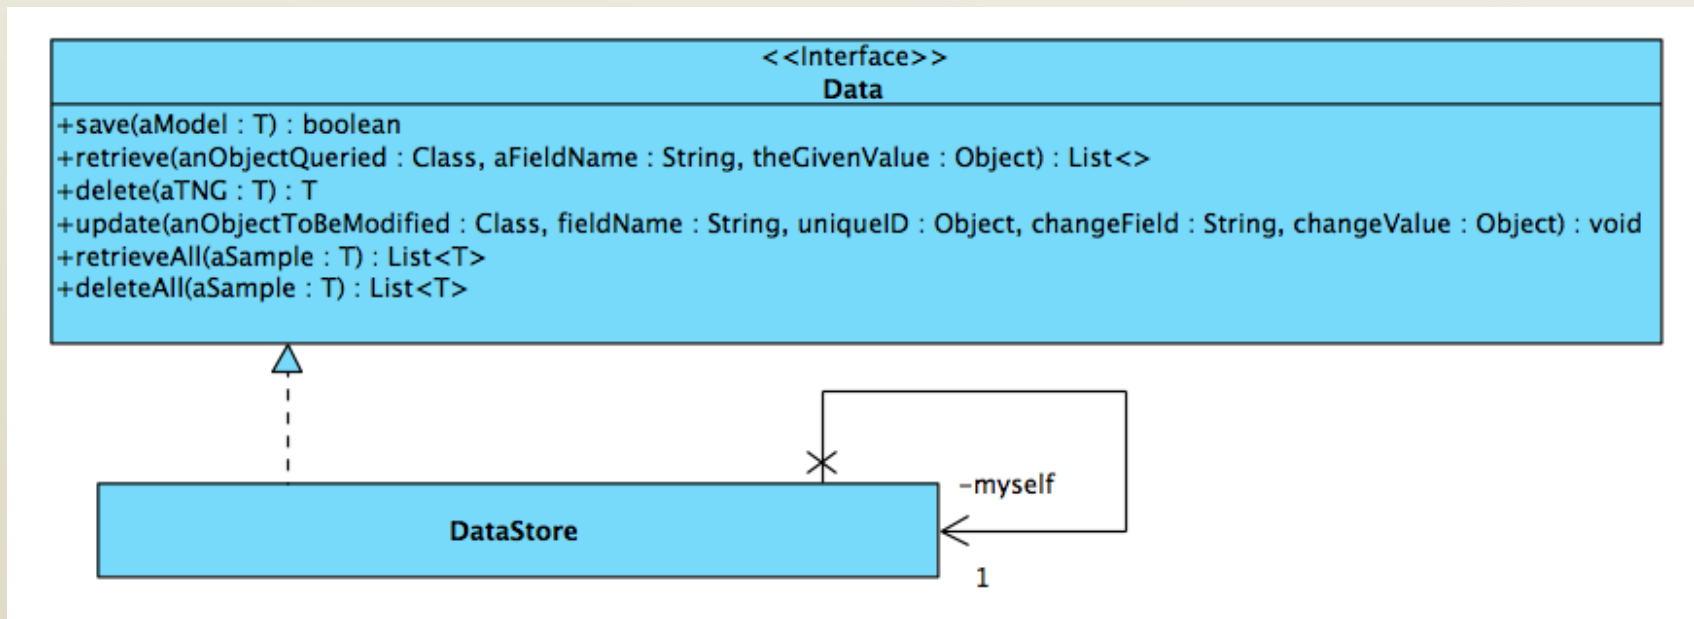 <<Interface>>
Data
+save(aModel : T) : boolean
+retrieve(anObjectQueried : Class, aFieldName : String, theGivenValue : Object) : List<>
+delete(aTNG : T) : T
+update(anObjectToBeModified : Class, fieldName : String, uniqueID : Object, changeField : String, changeValue : Object) : void
+retrieveAll(aSample : T) : List<T>
+deleteAll(aSample : T) : List<T>
-myself
DataStore
1